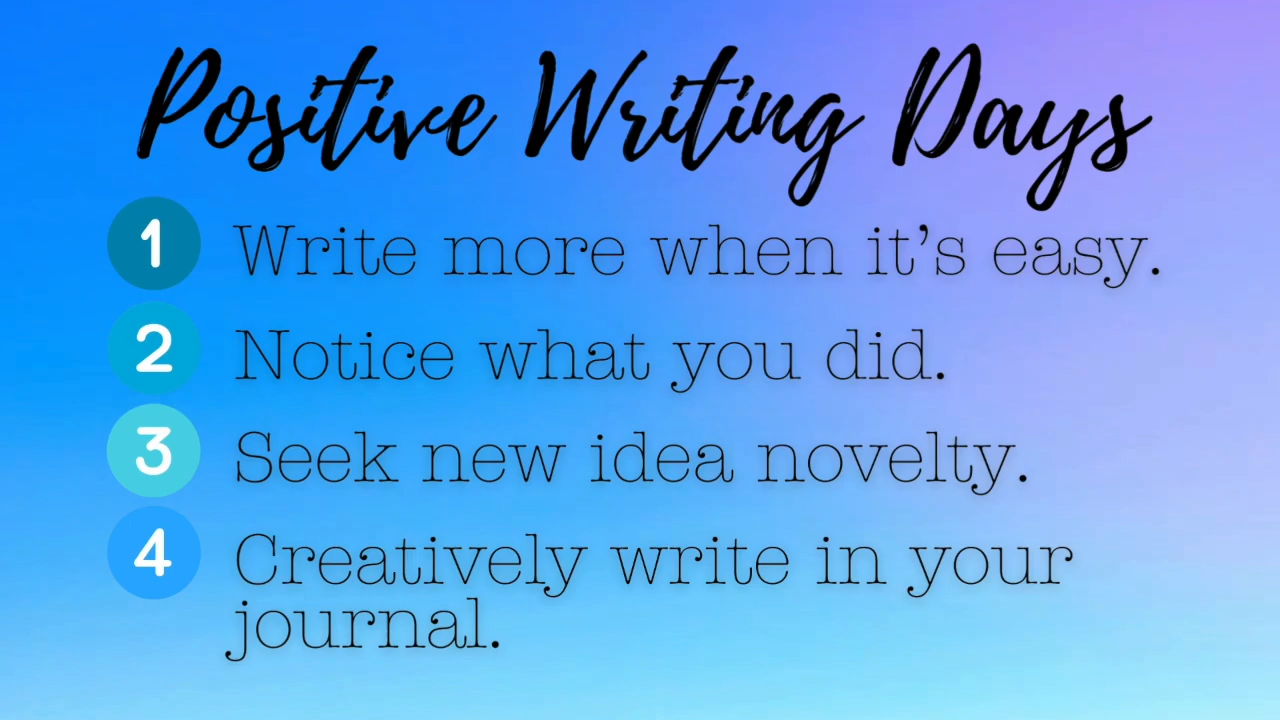 Positive Writing Days
1 Write more when it's easy.
2 Notice what you did.
3 Seek new idea novelty.
4 Creatively write in your
journal.